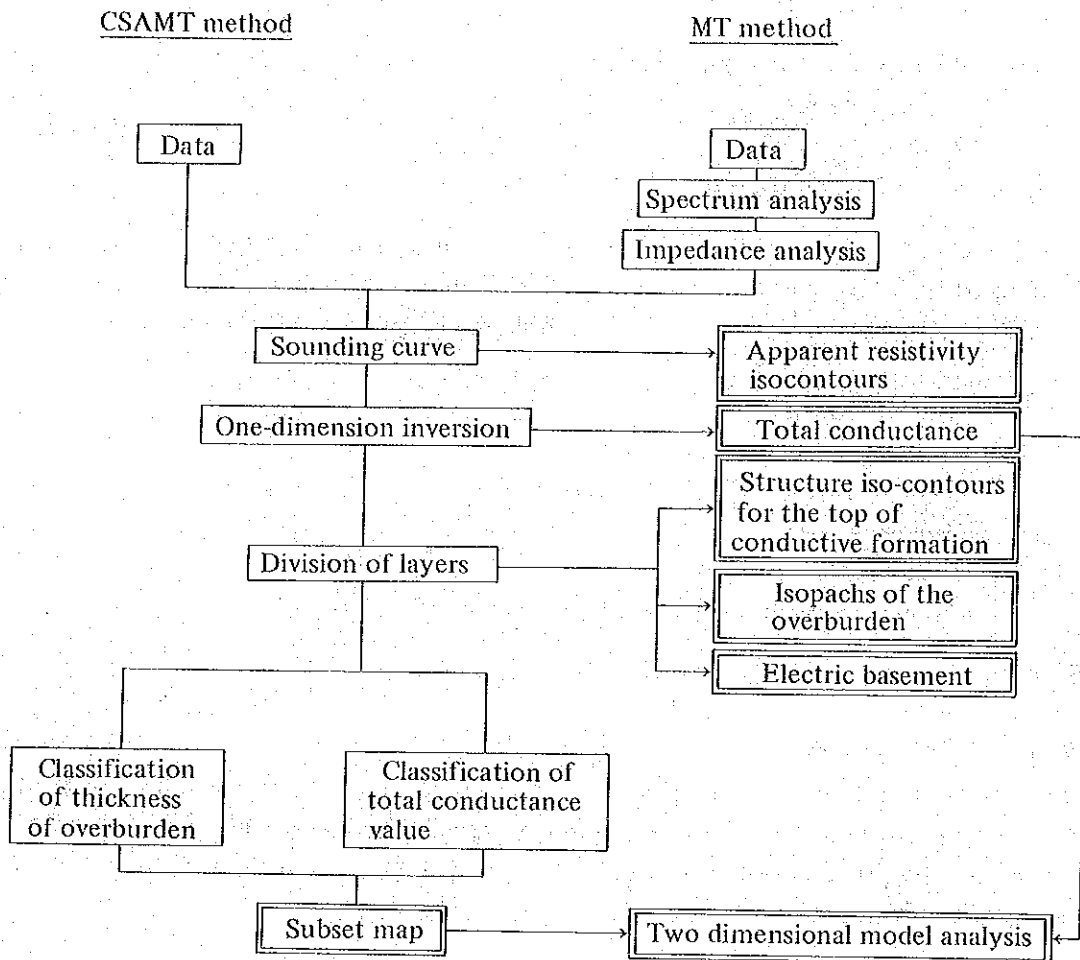 CSAMT method
MT method
Data
Data
Spectrum analysis
Impedance analysis
Sounding curve
Apparent resistivity
isocontours
One-dimension inversion
Total conductance
Structure iso-contours
for the top of
conductive formation
Division of layers
Isopachs of the
overburden
Electric basement
Classification
of thickness
of overburden
Classification of
total conductance
value
Subset map
Two dimensional model analysis